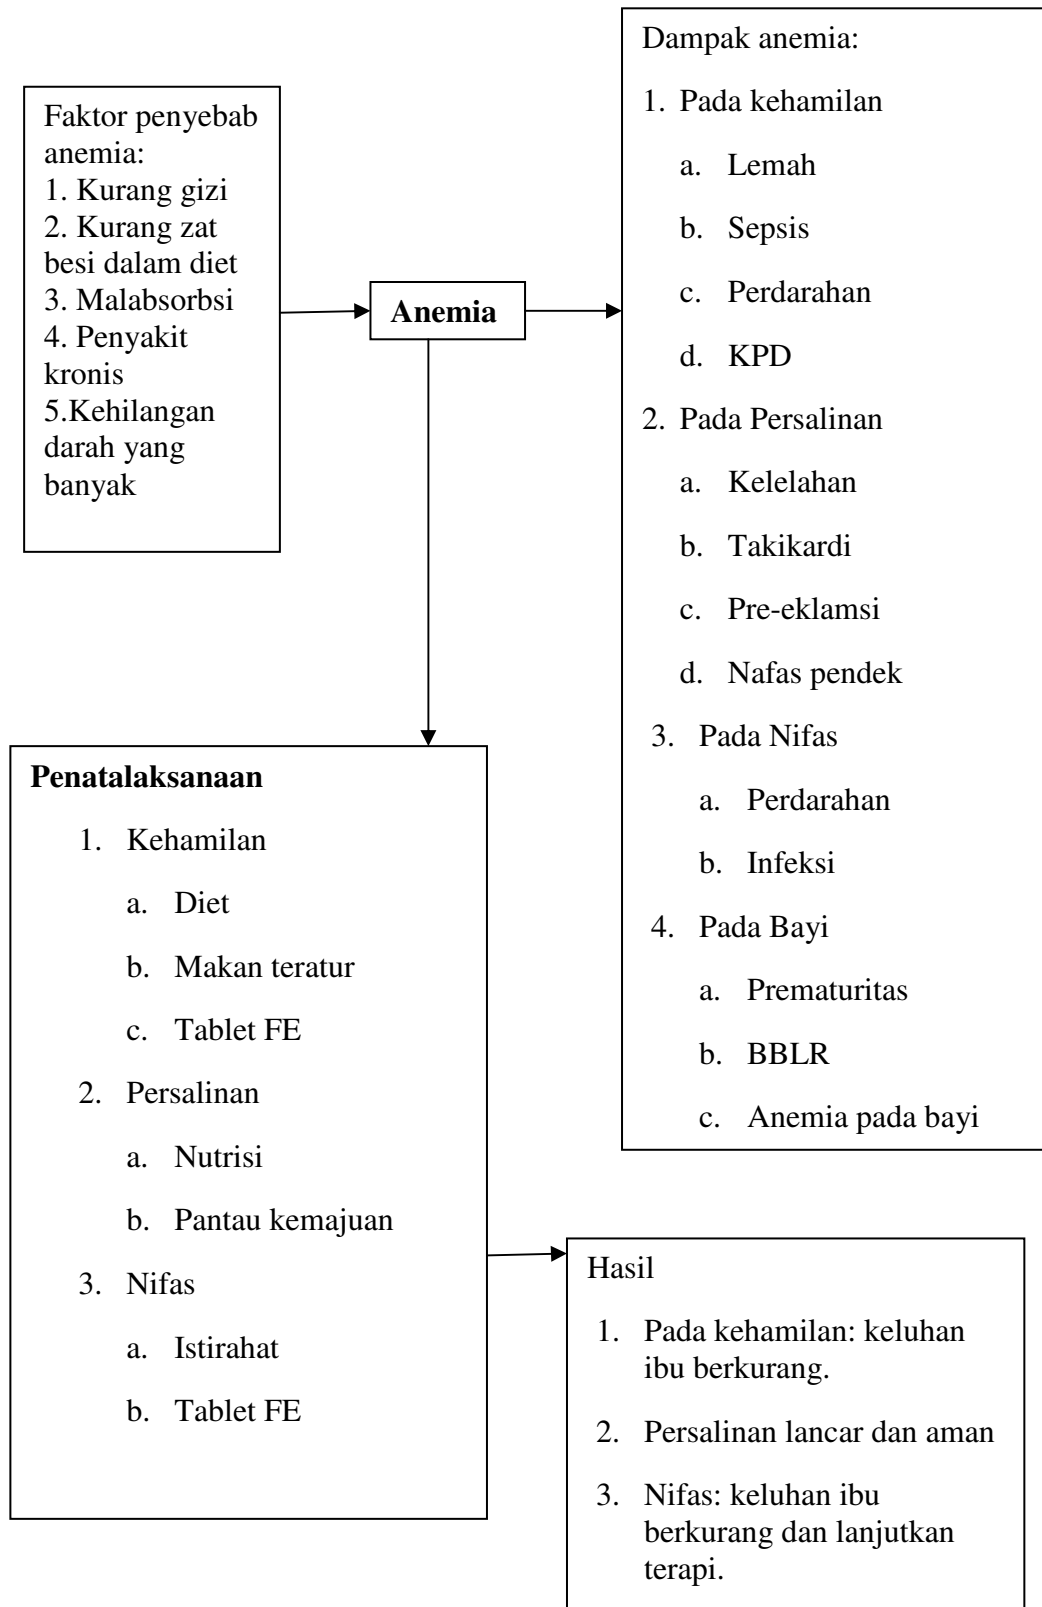 Faktor penyebab
anemia:
1. Kurang gizi
2. Kurang zat
besi dalam diet
3. Malabsorbsi
4. Penyakit
kronis
5.Kehilangan
darah yang
banyak
Anemia
Dampak anemia:
1. Pada kehamilan
a. Lemah
b. Sepsis
c. Perdarahan
d. KPD
2. Pada Persalinan
a. Kelelahan
b. Takikardi
c. Pre-eklamsi
d. Nafas pendek
3. Pada Nifas
a. Perdarahan
b. Infeksi
4. Pada Bayi
a. Prematuritas
b. BBLR
c. Anemia pada bayi
Penatalaksanaan
1. Kehamilan
a. Diet
b. Makan teratur
c. Tablet FE
2. Persalinan
a. Nutrisi
b. Pantau kemajuan
3. Nifas
a. Istirahat
b. Tablet FE
Hasil
1. Pada kehamilan: keluhan
ibu berkurang.
2. Persalinan lancar dan aman
3. Nifas: keluhan ibu
berkurang dan lanjutkan
terapi.